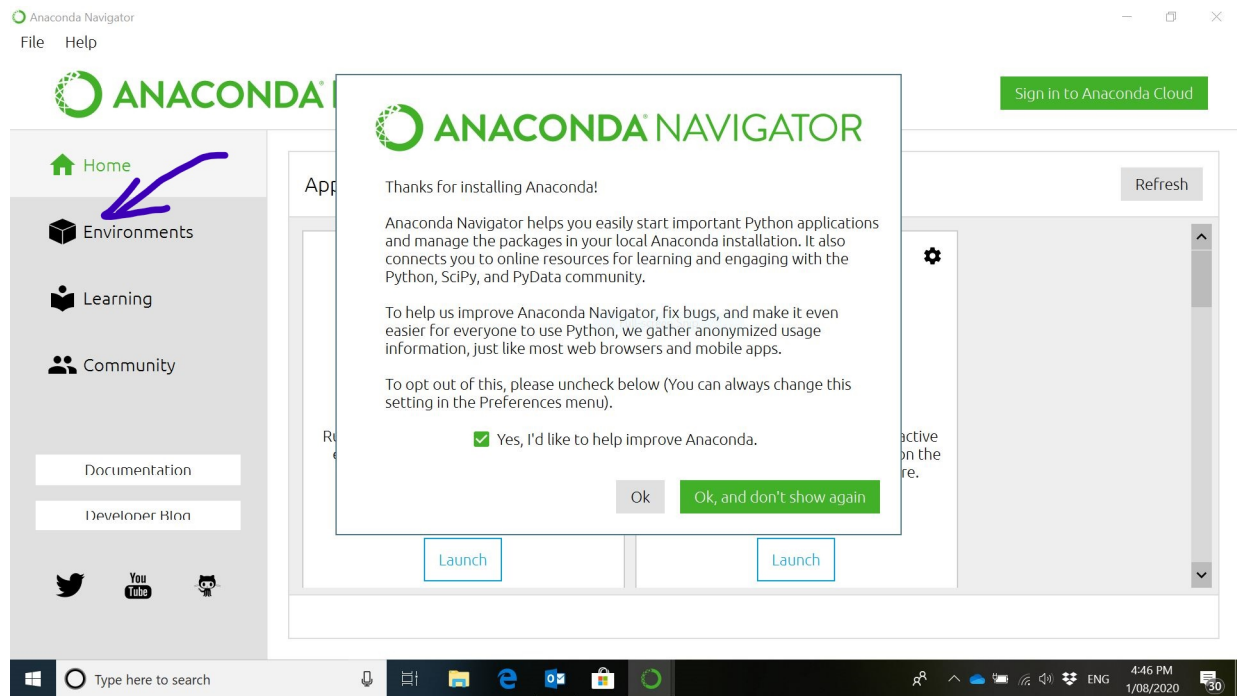 Anaconda Navigator
File Help
ANACONDA
Sign in to Anaconda Cloud
Home
Environments
Learning
Community
Documentation
Developer Blog
You
Tube
App
Refresh
ANACONDA NAVIGATOR
Thanks for installing Anaconda!
Anaconda Navigator helps you easily start important Python applications
and manage the packages in your local Anaconda installation. It also
connects you to online resources for learning and engaging with the
Python, SciPy, and PyData community.
To help us improve Anaconda Navigator, fix bugs, and make it even
easier for everyone to use Python, we gather anonymized usage
information, just like most web browsers and mobile apps.
To opt out of this, please uncheck below (You can always change this
setting in the Preferences menu).
Yes, I'd like to help improve Anaconda.
Ok
Ok, and don't show again
active
on the
re.
Launch
Launch
Type here to search
ENG
4:46 PM
1/08/2020
30